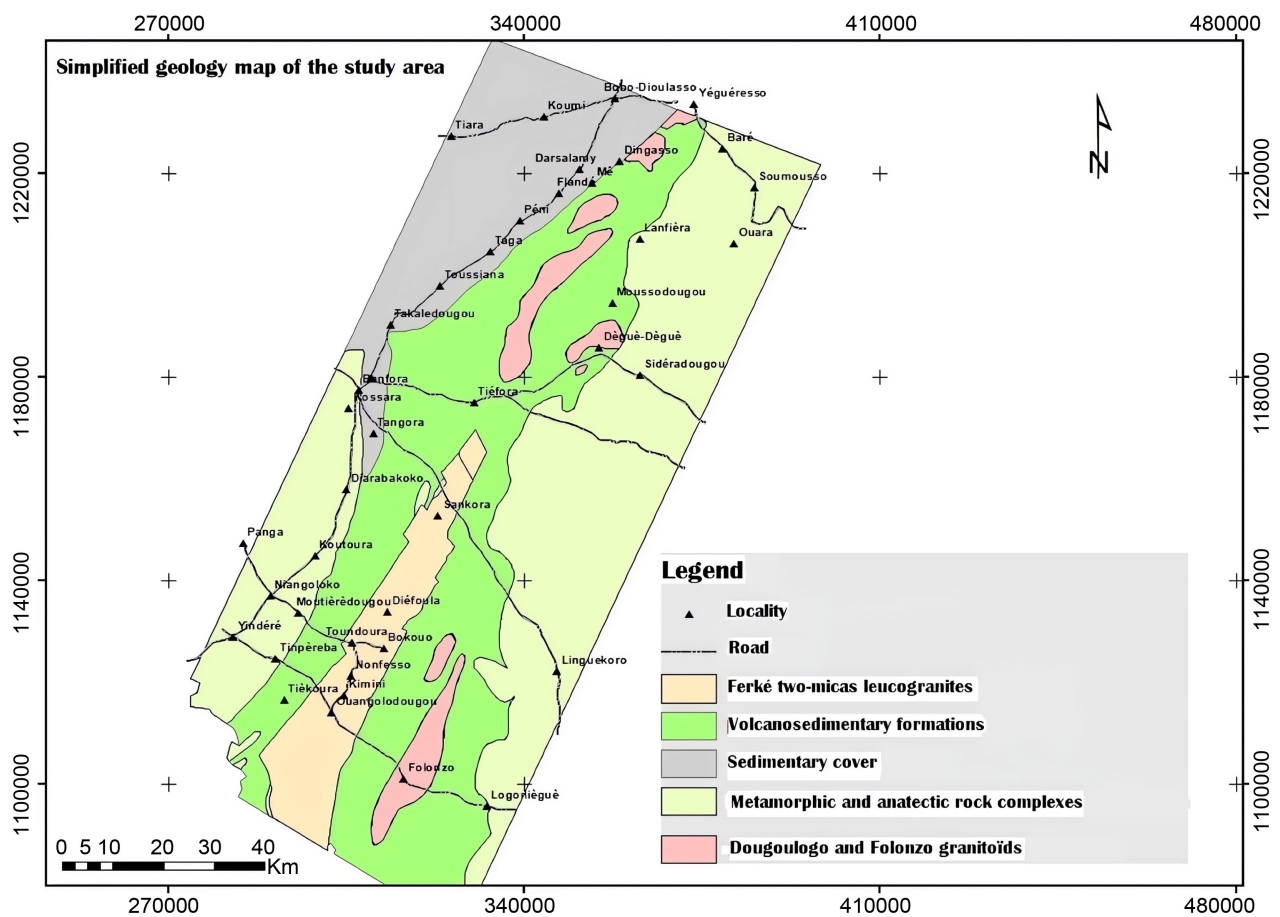 270000 340000 410000 480000
Simplified geology map of the study area
Bobo-Dioulasso
Yéguéresso
Koumi
Tiara
Baré
Dingasso
Darsalamy
Mé
1220000
1220000
Soumousso
Flandé
Péni
Lanfièra
Ouara
Taga
Toussiana
Moussodougou
Takaledougou
Dèguè-Dèguè
Sidéradougou
Banfora
1180000
1180000
Tiéfora
Kossara
Tangora
Diarabakoko
Sankora
Panga
Koutoura
Niangoloko
1140000
1140000
Moutièrèdougou
Diéfoula
Yindéré
Toundoura
Bokouo
Tinpèreba
Nonfesso
Linguekoro
Kimini
Tièkoura
Ouangolodougou
Folonzo
1100000
1100000
Logonièguè
N
Legend
Locality
Road
Ferké two-micas leucogranites
Volcanosedimentary formations
Sedimentary cover
Metamorphic and anatectic rock complexes
Dougoulogo and Folonzo granitoïds
0 5 10 20 30 40
Km
270000 340000 410000 480000